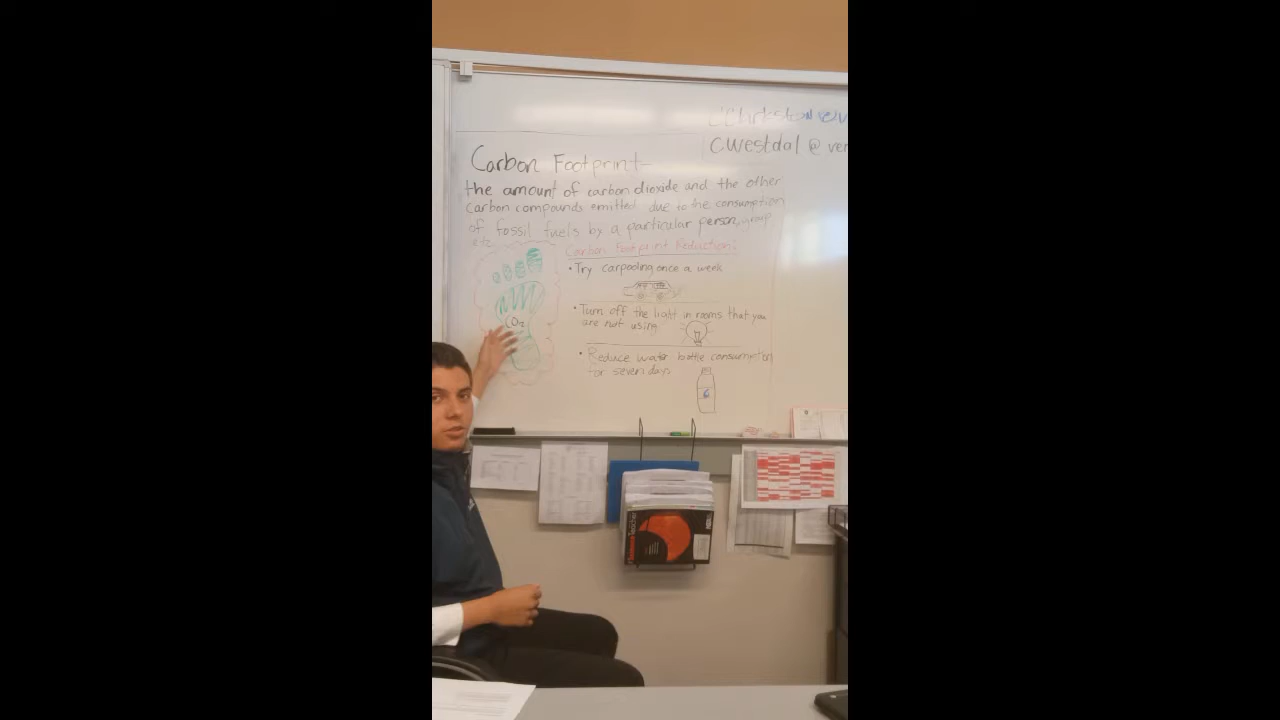 CWestdal @ ver
Carbon Footprint-
the amount of carbon dioxide and the other
carbon compounds emitted due to the consumption
of fossil fuels by a particular person, group
etc
Carbon Footprint Reduction:
• Try carpooling once a week
• Turn off the light in rooms that you
are not using
CO2
• Reduce water bottle consumption
for seven days